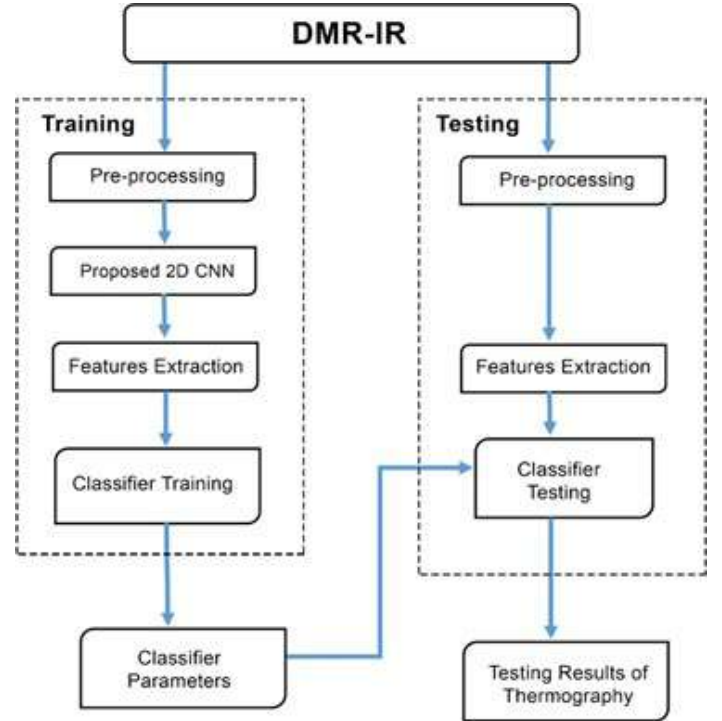 DMR-IR
Training
Pre-processing
Proposed 2D CNN
Features Extraction
Classifier Training
Classifier
Parameters
Testing
Pre-processing
Features Extraction
Classifier
Testing
Testing Results of
Thermography